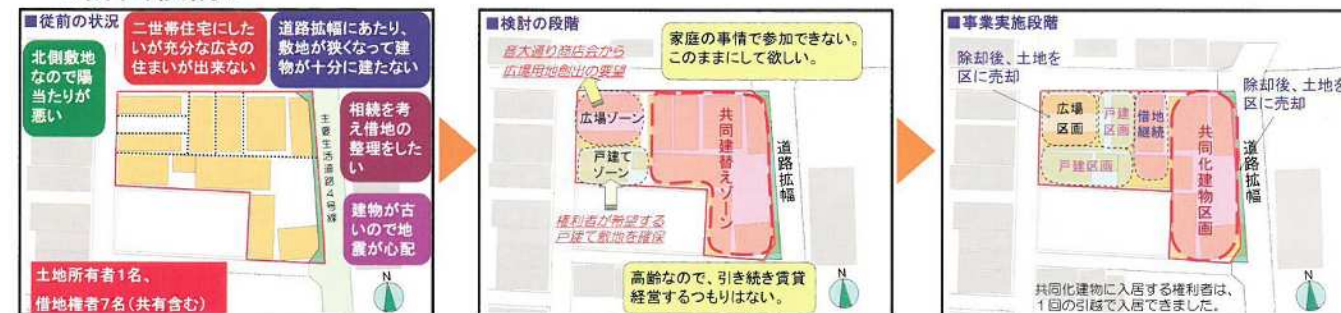 ■従前の状況
北側敷地
なので陽
当たりが
悪い
二世帯住宅にした
いが充分な広さの
住まいが出来ない
道路拡幅にあたり、
敷地が狭くなって建
物が十分に建たない
相続を考
え借地の
整理をした
い
建物が古
いので地
震が心配
主要生活道路4号線
土地所有者1名、
借地権者7名(共有含む)
N
■検討の段階
音大通り商店会から
広場用地創出の要望
家庭の事情で参加できない。
このままにして欲しい。
広場ゾーン
戸建て
ゾーン
共同建替えゾーン
道路拡幅
権利者が希望する
戸建て敷地を確保
高齢なので、引き続き賃貸
経営するつもりはない。
N
■事業実施段階
除却後、土地を
区に売却
除却後、土地を
区に売却
広場
区画
戸建
区画
借地
継続
戸建区画
共同化建物区画
道路拡幅
共同化建物に入居する権利者は、
1回の引越で入居できました。
N